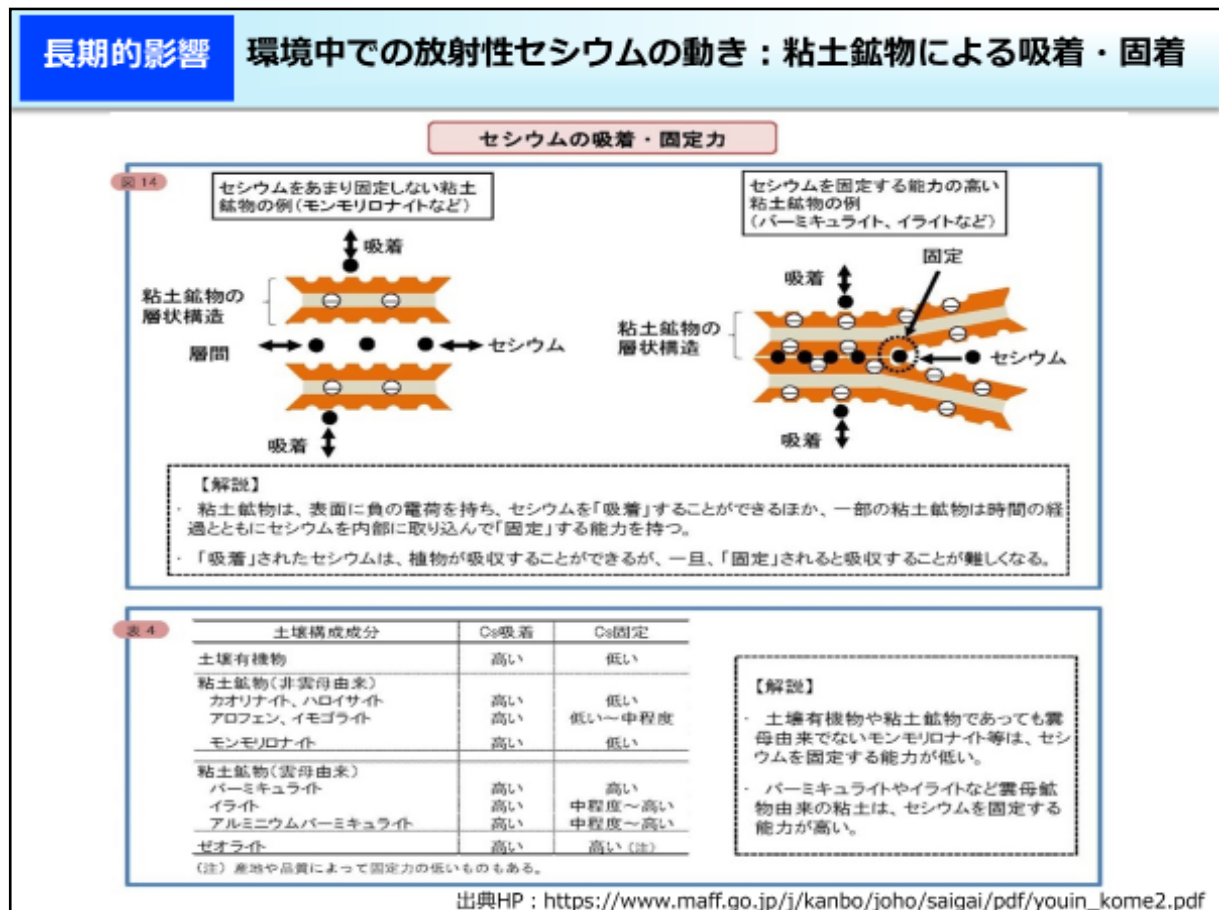 長期的影響
環境中での放射性セシウムの動き：粘土鉱物による吸着・固着
セシウムの吸着・固定力
図 14
セシウムをあまり固定しない粘土
鉱物の例(モンモリロナイトなど)
吸着
粘土鉱物の
層状構造
層間
セシウム
吸着
セシウムを固定する能力の高い
粘土鉱物の例
(バーミキュライト、イライトなど)
固定
吸着
粘土鉱物の
層状構造
セシウム
吸着
【解説】
・ 粘土鉱物は、表面に負の電荷を持ち、セシウムを「吸着」することができるほか、一部の粘土鉱物は時間の経
過とともにセシウムを内部に取り込んで「固定」する能力を持つ。
・ 「吸着」されたセシウムは、植物が吸収することができるが、一旦、「固定」されると吸収することが難しくなる。
表 4
土壌構成成分 Cs吸着 Cs固定
土壌有機物 高い 低い
粘土鉱物(非雲母由来)
カオリナイト、ハロイサイト 高い 低い
アロフェン、イモゴライト 高い 低い～中程度
モンモリロナイト 高い 低い
粘土鉱物(雲母由来)
バーミキュライト 高い 高い
イライト 高い 中程度～高い
アルミニウムバーミキュライト 高い 中程度～高い
ゼオライト 高い 高い (注)
(注) 産地や品質によって固定力の低いものもある。
【解説】
・ 土壌有機物や粘土鉱物であっても雲
母由来でないモンモリロナイト等は、セシ
ウムを固定する能力が低い。
・ バーミキュライトやイライトなど雲母鉱
物由来の粘土は、セシウムを固定する
能力が高い。
出典HP：https://www.maff.go.jp/j/kanbo/joho/saigai/pdf/youin_kome2.pdf